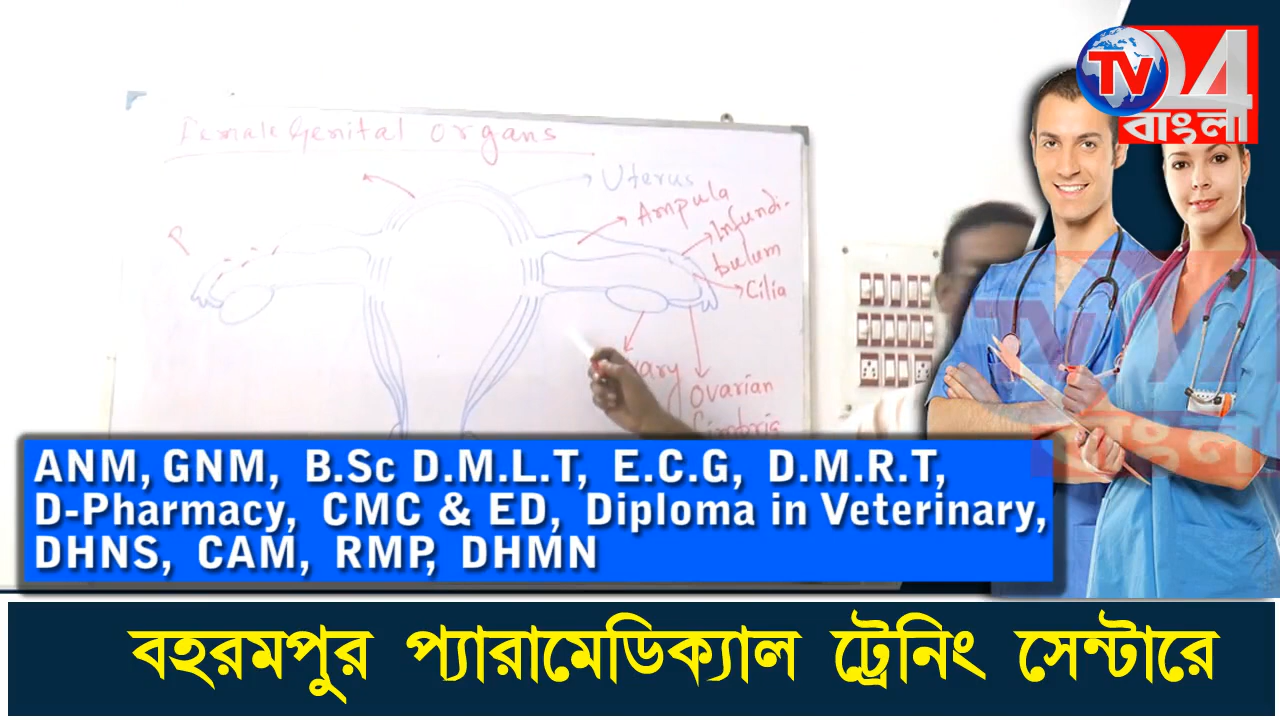 TV 24
বাংলা
Female Genital organs
Uterus
Ampula
Infundi-
bulum
Cilia
P
Ovarian
ANM, GNM, B.Sc D.M.L.T, E.C.G, D.M.R.T,
D-Pharmacy, CMC & ED, Diploma in Veterinary,
DHNS, CAM, RMP, DHMN
বহরমপুর প্যারামেডিক্যাল ট্রেনিং সেন্টারে